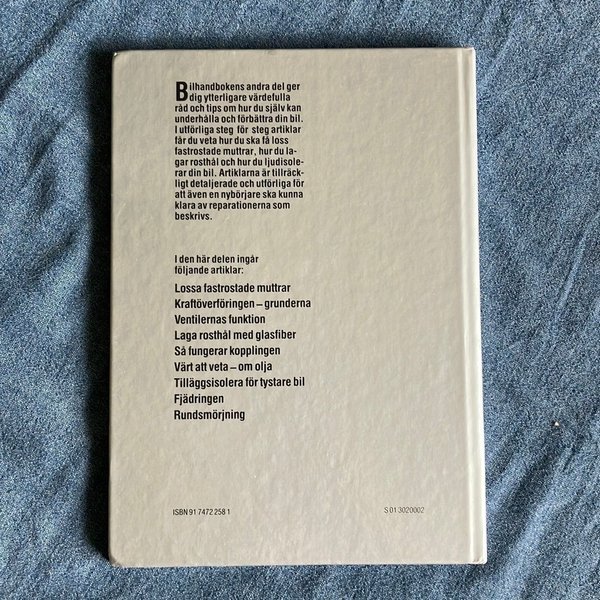 Bilhandbokens andra del ger
dig ytterligare värdefulla
råd och tips om hur du själv kan
underhålla och förbättra din bil.
I utförliga steg för steg artiklar
får du veta hur du ska få loss
fastrostade muttrar, hur du la-
gar rosthål och hur du ljudisole-
rar din bil. Artiklarna är tillräck-
ligt detaljerade och utförliga för
att även en nybörjare ska kunna
klara av reparationerna som
beskrivs.
I den här delen ingår
följande artiklar:
Lossa fastrostade muttrar
Kraftöverföringen – grunderna
Ventilernas funktion
Laga rosthål med glasfiber
Så fungerar kopplingen
Värt att veta – om olja
Tilläggsisolera för tystare bil
Fjädringen
Rundsmörjning
ISBN 91 7472 258 1
S 01 3020002